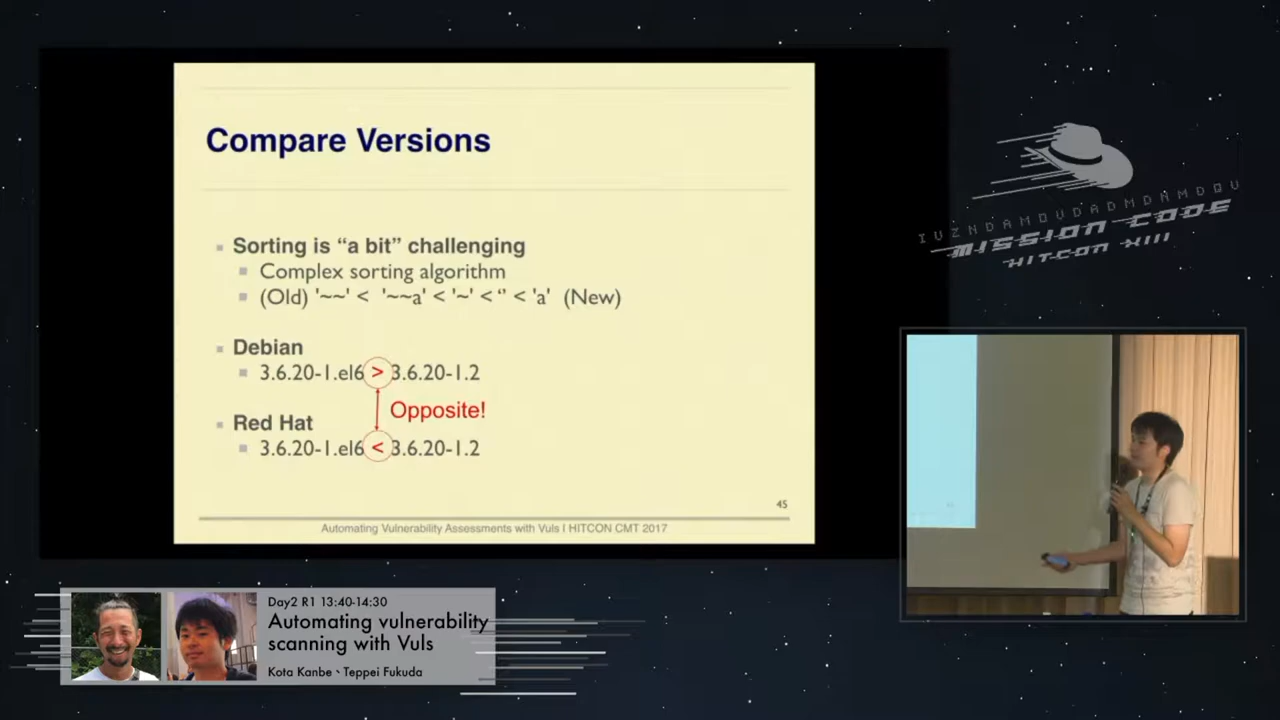 Compare Versions
Sorting is “a bit” challenging
Complex sorting algorithm
(Old) '~~' < '~~a' < '~' < ‘’ < 'a' (New)
Debian
3.6.20-1.el6 > 3.6.20-1.2
Opposite!
Red Hat
3.6.20-1.el6 < 3.6.20-1.2
45
Automating Vulnerability Assessments with Vuls I HITCON CMT 2017
MISSION CODE
HITCON XIII
Day2 R1 13:40-14:30
Automating vulnerability
scanning with Vuls
Kota Kanbe、Teppei Fukuda